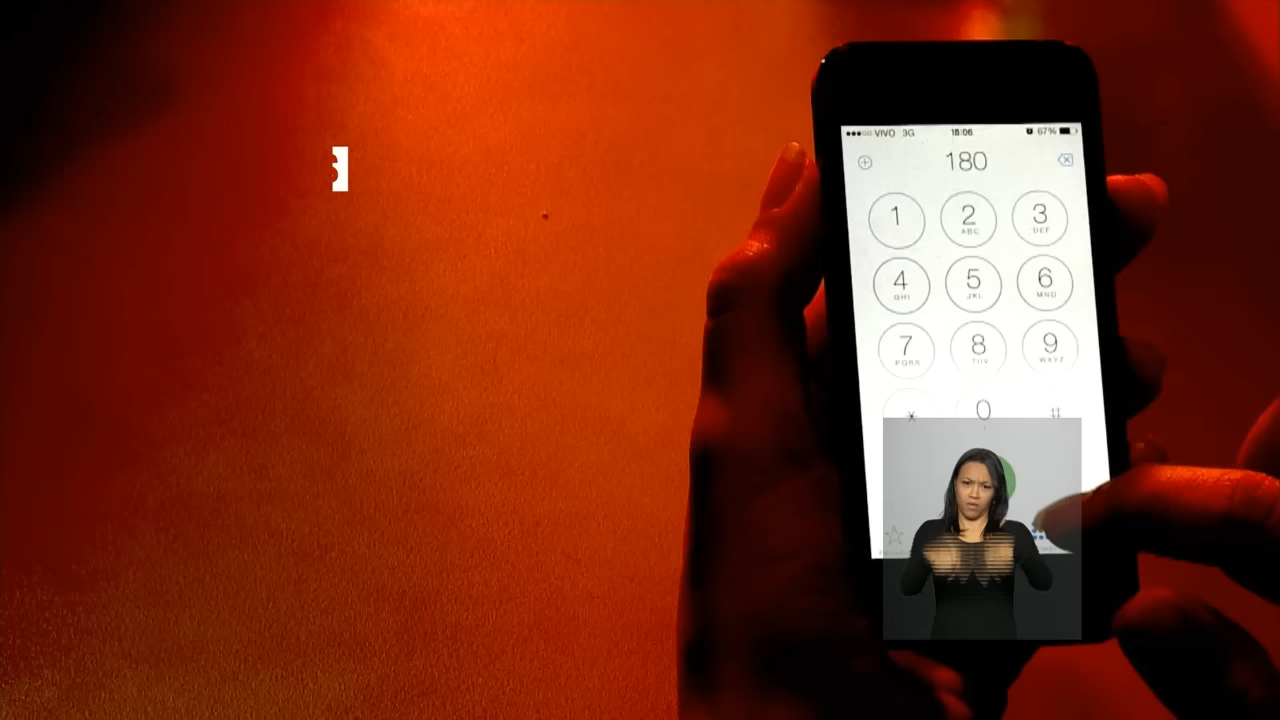 VIVO 3G 18:06 67%
180
1 2 3
ABC DEF
4 5 6
GHI JKL MNO
7 8 9
PQRS TUV WXYZ
* 0 #